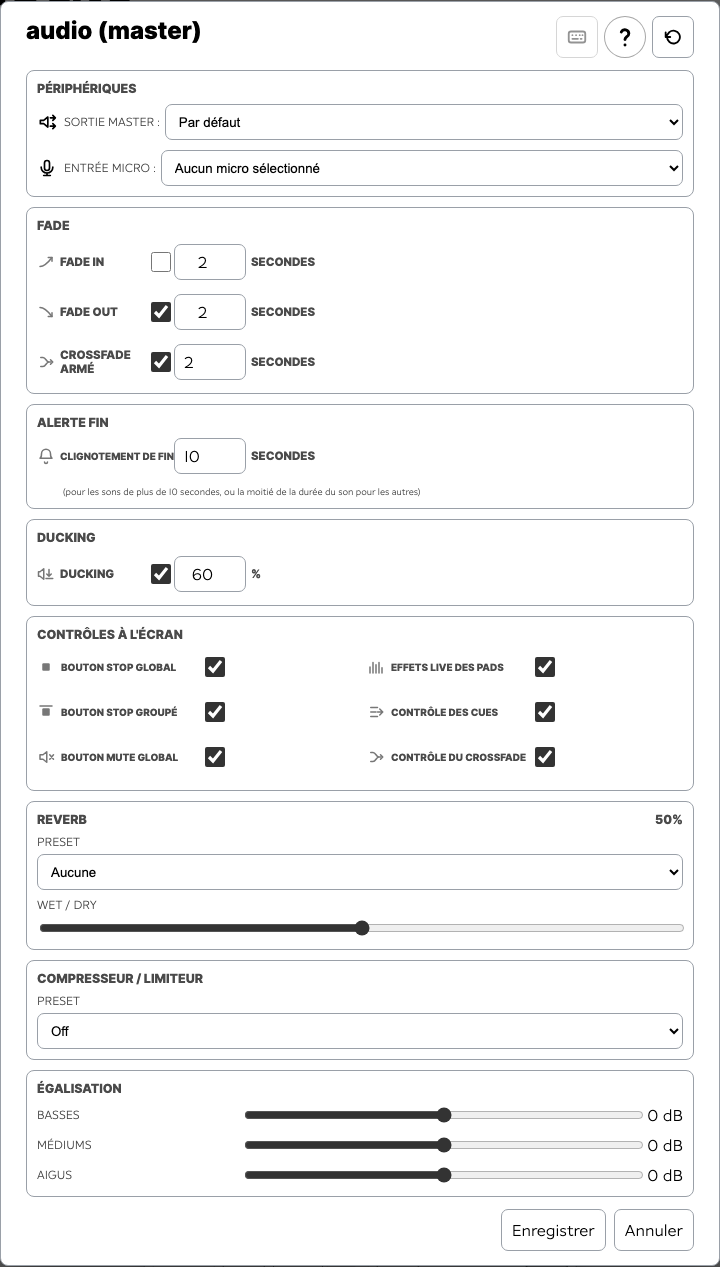 audio (master)
?
PÉRIPHÉRIQUES
SORTIE MASTER : Par défaut
ENTRÉE MICRO : Aucun micro sélectionné
FADE
FADE IN 2 SECONDES
FADE OUT 2 SECONDES
CROSSFADE
ARMÉ 2 SECONDES
ALERTE FIN
CLIGNOTEMENT DE FIN 10 SECONDES
(pour les sons de plus de 10 secondes, ou la moitié de la durée du son pour les autres)
DUCKING
DUCKING 60 %
CONTRÔLES À L'ÉCRAN
BOUTON STOP GLOBAL EFFETS LIVE DES PADS
BOUTON STOP GROUPÉ CONTRÔLE DES CUES
BOUTON MUTE GLOBAL CONTRÔLE DU CROSSFADE
REVERB 50%
PRESET
Aucune
WET / DRY
COMPRESSEUR / LIMITEUR
PRESET
Off
ÉGALISATION
BASSES 0 dB
MÉDIUMS 0 dB
AIGUS 0 dB
Enregistrer Annuler